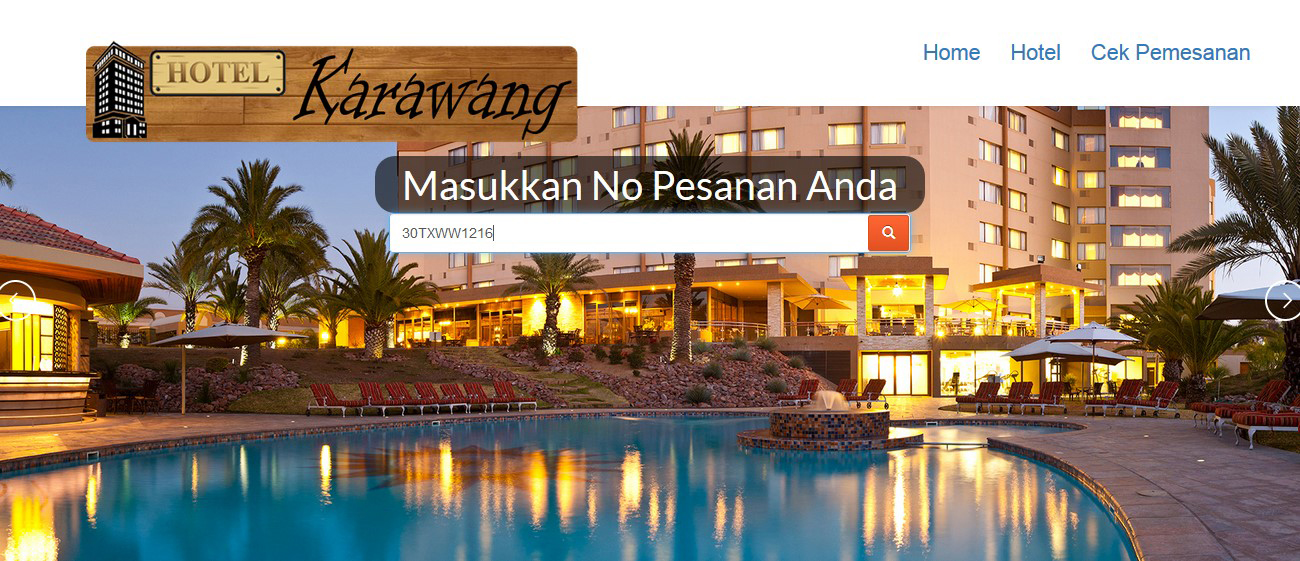 HOTEL Karawang
Home Hotel Cek Pemesanan
Masukkan No Pesanan Anda
30TXWW1216